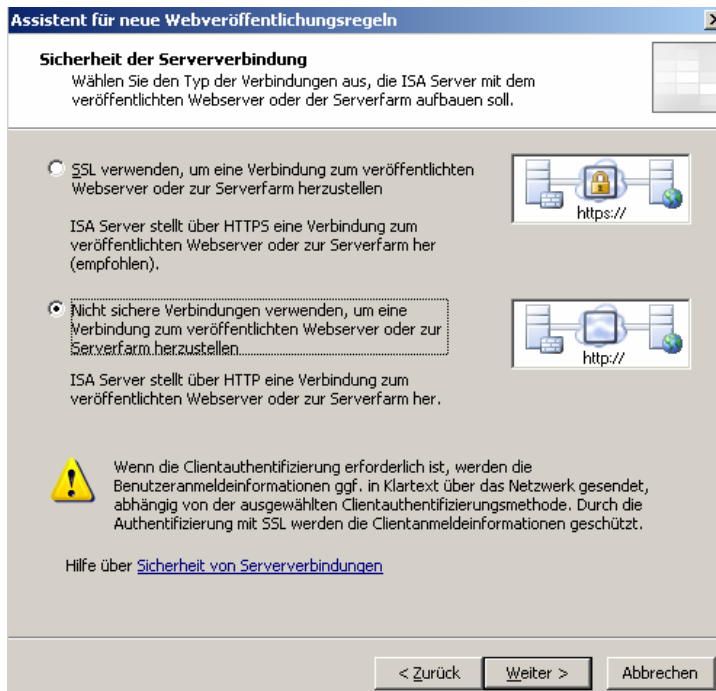 Assistent für neue Webveröffentlichungsregeln
Sicherheit der Serververbindung
Wählen Sie den Typ der Verbindungen aus, die ISA Server mit dem
veröffentlichten Webserver oder der Serverfarm aufbauen soll.
SSL verwenden, um eine Verbindung zum veröffentlichten
Webserver oder zur Serverfarm herzustellen
https://
ISA Server stellt über HTTPS eine Verbindung zum
veröffentlichten Webserver oder zur Serverfarm her
(empfohlen).
Nicht sichere Verbindungen verwenden, um eine
Verbindung zum veröffentlichten Webserver oder zur
Serverfarm herzustellen
http://
ISA Server stellt über HTTP eine Verbindung zum
veröffentlichten Webserver oder zur Serverfarm her.
Wenn die Clientauthentifizierung erforderlich ist, werden die
Benutzeranmeldeinformationen ggf. in Klartext über das Netzwerk gesendet,
abhängig von der ausgewählten Clientauthentifizierungsmethode. Durch die
Authentifizierung mit SSL werden die Clientanmeldeinformationen geschützt.
Hilfe über Sicherheit von Serververbindungen
< Zurück Weiter > Abbrechen